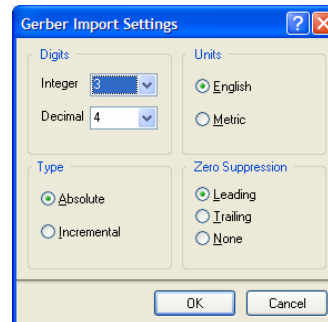 Gerber Import Settings
Digits
Integer 3
Decimal 4
Units
English
Metric
Type
Absolute
Incremental
Zero Suppression
Leading
Trailing
None
OK Cancel